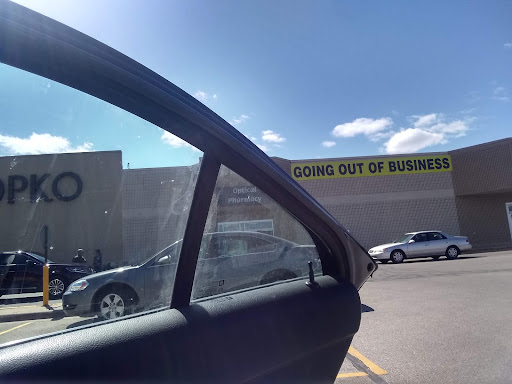 OPKO
Optical
Pharmacy
GOING OUT OF BUSINESS